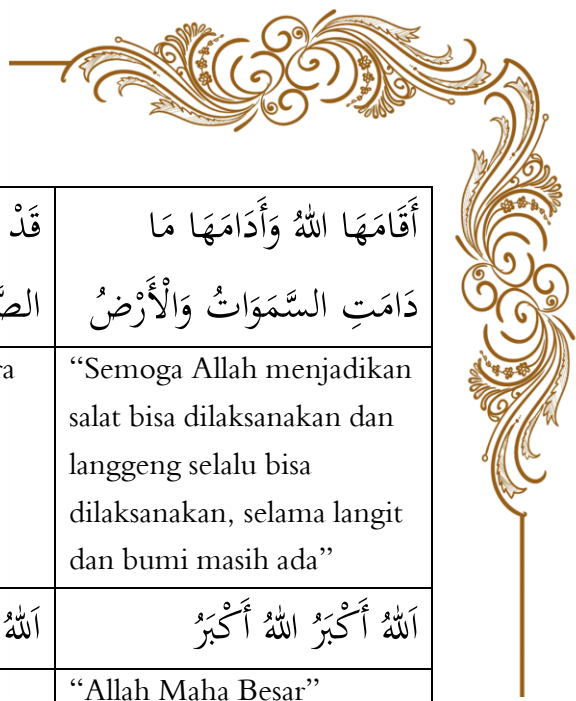 أَقَامَهَا اللهُ وَأَدَامَهَا مَا قَدْ
دَامَتِ السَّمَوَاتُ وَالْأَرْضُ
“Semoga Allah menjadikan
salat bisa dilaksanakan dan
langgeng selalu bisa
dilaksanakan, selama langit
dan bumi masih ada”
اَللهُ أَكْبَرُ اللهُ أَكْبَرُ اَللهُ
“Allah Maha Besar”